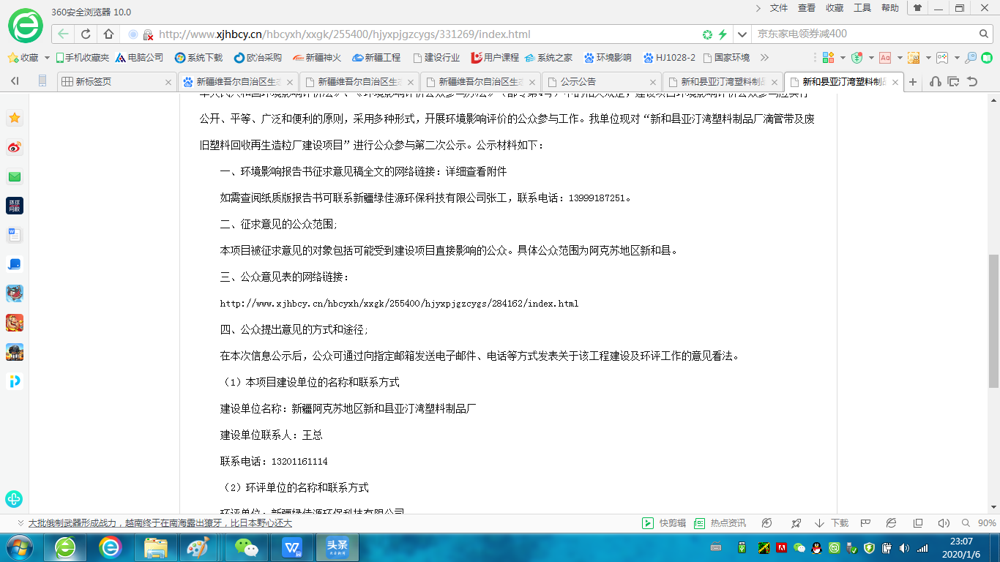 360安全浏览器 10.0
文件 查看 收藏 工具 帮助
http://www.xjhbcy.cn/hbcyxh/xxgk/255400/hjyxpjgzcygs/331269/index.html
京东家电领券减400
收藏 手机收藏夹 电脑公司 系统下载 欧冶采购 新疆神火 新疆工程 建设行业 用户课程 系统之家 环境影响 HJ1028-2 国家环境
新标签页 新疆维吾尔自治区生态 新疆维吾尔自治区生态 新疆维吾尔自治区生态 公示公告 新和县亚汀湾塑料制品 新和县亚汀湾塑料制品
公开、平等、广泛和便利的原则，采用多种形式，开展环境影响评价的公众参与工作。我单位现对“新和县亚汀湾塑料制品厂滴管带及废
旧塑料回收再生造粒厂建设项目”进行公众参与第二次公示。公示材料如下：
一、环境影响报告书征求意见稿全文的网络链接：详细查看附件
如需查阅纸质版报告书可联系新疆绿佳源环保科技有限公司张工，联系电话：13999187251。
二、征求意见的公众范围;
本项目被征求意见的对象包括可能受到建设项目直接影响的公众。具体公众范围为阿克苏地区新和县。
三、公众意见表的网络链接：
http://www.xjhbcy.cn/hbcyxh/xxgk/255400/hjyxpjgzcygs/284162/index.html
四、公众提出意见的方式和途径;
在本次信息公示后，公众可通过向指定邮箱发送电子邮件、电话等方式发表关于该工程建设及环评工作的意见看法。
（1）本项目建设单位的名称和联系方式
建设单位名称：新疆阿克苏地区新和县亚汀湾塑料制品厂
建设单位联系人：王总
联系电话：13201161114
（2）环评单位的名称和联系方式
环评单位：新疆绿佳源环保科技有限公司
大批俄制武器形成战力，越南终于在南海露出獠牙，比日本野心还大
快剪辑 热点资讯 下载 90%
头条
23:07
2020/1/6